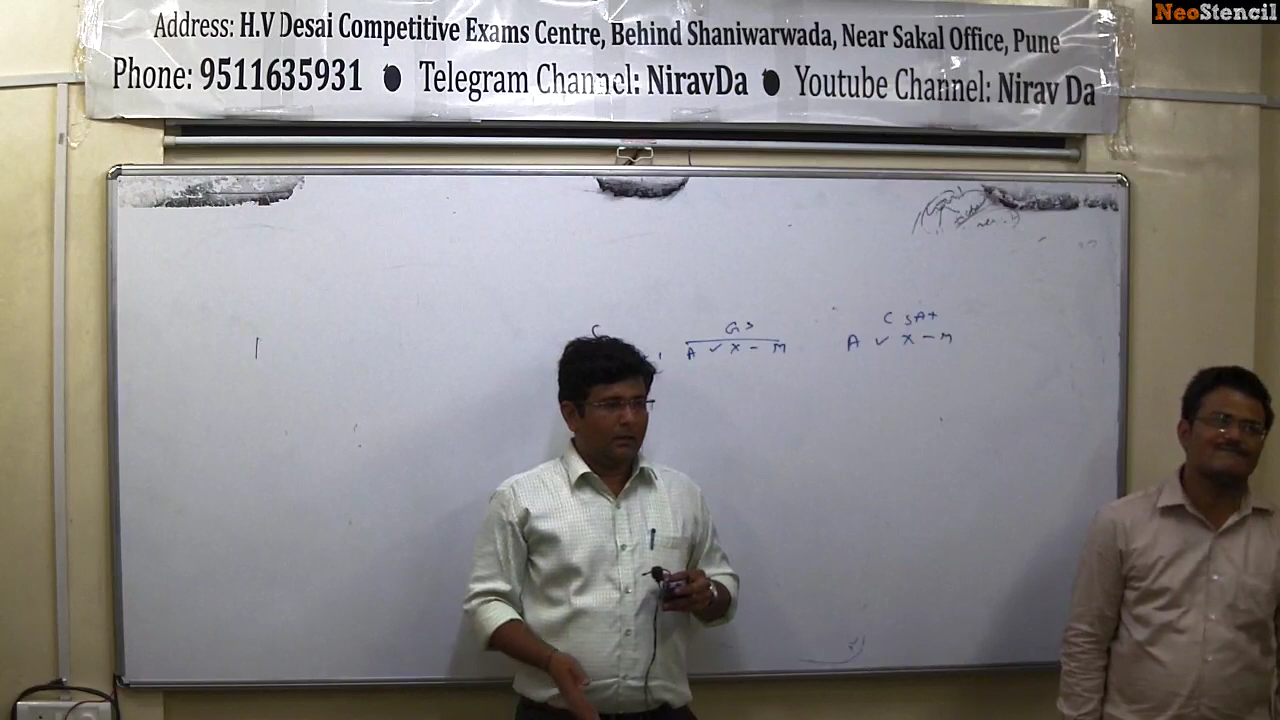 NeoStencil
Address: H.V Desai Competitive Exams Centre, Behind Shaniwarwada, Near Sakal Office, Pune
Phone: 9511635931 ● Telegram Channel: NiravDa ● Youtube Channel: Nirav Da
GS
A ✓ X - M
CSAT
A ✓ X - M